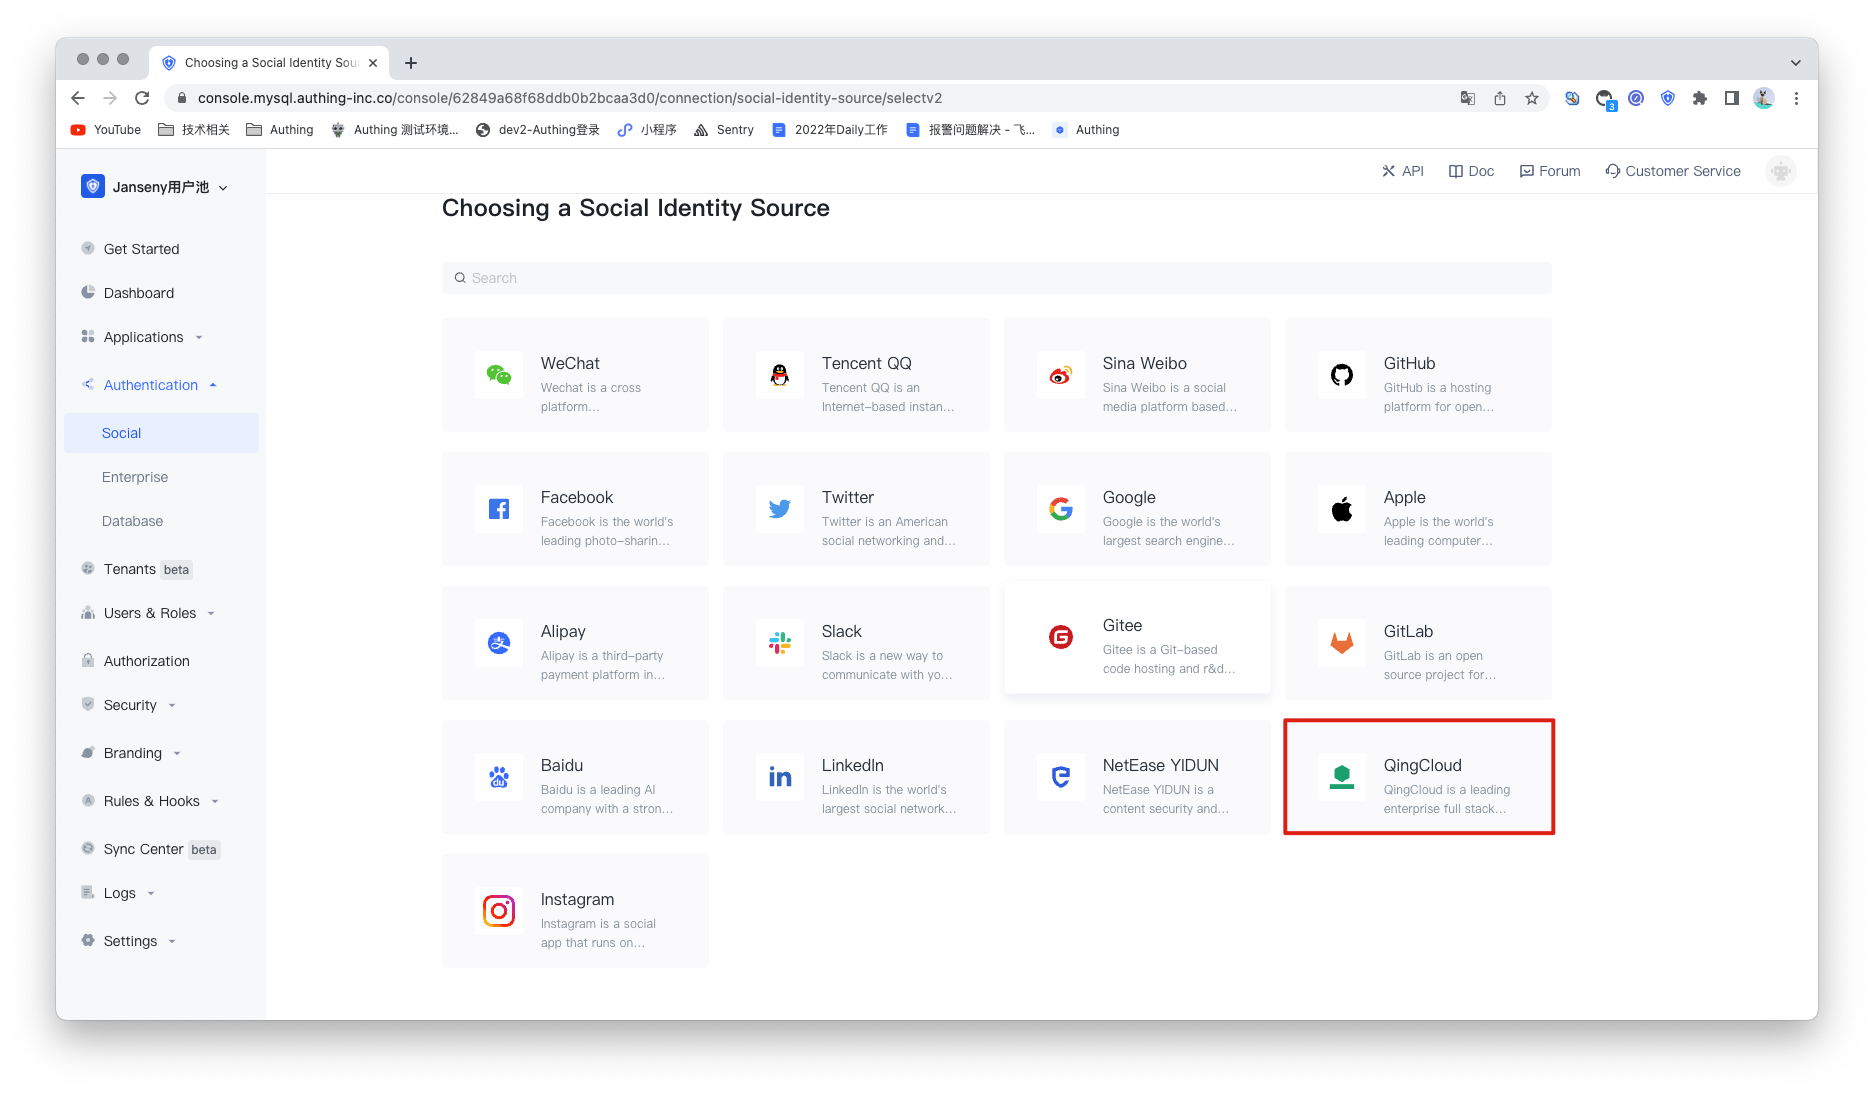 Choosing a Social Identity Sou
console.mysql.authing-inc.co/console/62849a68f68ddb0b2bcaa3d0/connection/social-identity-source/selectv2
3
YouTube
技术相关
Authing
Authing 测试环境...
dev2-Authing登录
小程序
Sentry
2022年Daily工作
报警问题解决 - 飞...
Authing
Janseny用户池
API
Doc
Forum
Customer Service
Get Started
Dashboard
Applications
Authentication
Social
Enterprise
Database
Tenants beta
Users & Roles
Authorization
Security
Branding
Rules & Hooks
Sync Center beta
Logs
Settings
Choosing a Social Identity Source
Search
WeChat
Wechat is a cross
platform...
Tencent QQ
Tencent QQ is an
Internet-based instan...
Sina Weibo
Sina Weibo is a social
media platform based...
GitHub
GitHub is a hosting
platform for open...
Facebook
Facebook is the world's
leading photo-sharin...
Twitter
Twitter is an American
social networking and...
Google
Google is the world's
largest search engine...
Apple
Apple is the world's
leading computer...
Alipay
Alipay is a third-party
payment platform in...
Slack
Slack is a new way to
communicate with yo...
Gitee
Gitee is a Git-based
code hosting and r&d...
GitLab
GitLab is an open
source project for...
Baidu
Baidu is a leading AI
company with a stron...
LinkedIn
LinkedIn is the world's
largest social network...
NetEase YIDUN
NetEase YIDUN is a
content security and...
QingCloud
QingCloud is a leading
enterprise full stack...
Instagram
Instagram is a social
app that runs on...